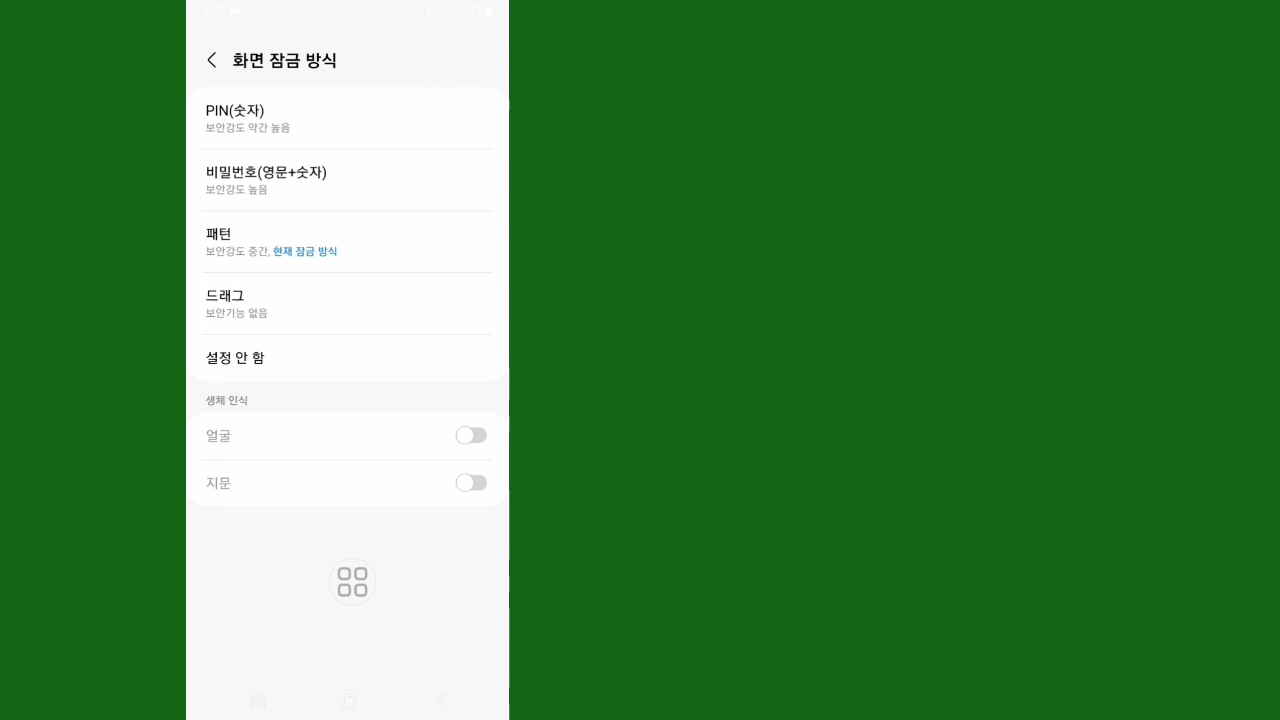 화면 잠금 방식
PIN(숫자)
보안강도 약간 높음
비밀번호(영문+숫자)
보안강도 높음
패턴
보안강도 중간, 현재 잠금 방식
드래그
보안기능 없음
설정 안 함
생체 인식
얼굴
지문